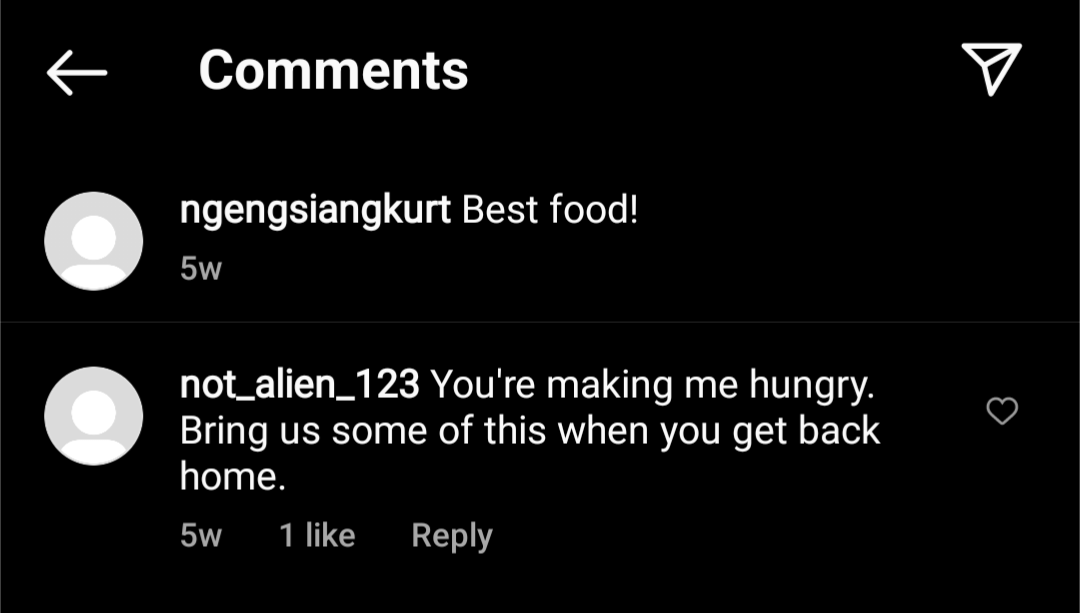 Comments
ngengsiangkurt Best food!
5w
not_alien_123 You're making me hungry.
Bring us some of this when you get back
home.
5w 1 like Reply